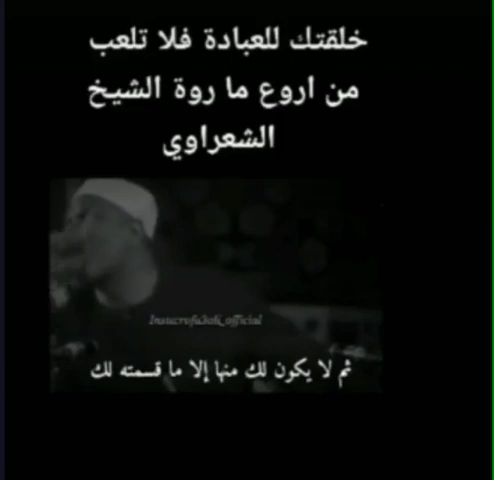 خلقتك للعبادة فلا تلعب
من اروع ما روة الشيخ
الشعراوي
ثم لا يكون لك منها إلا ما قسمته لك